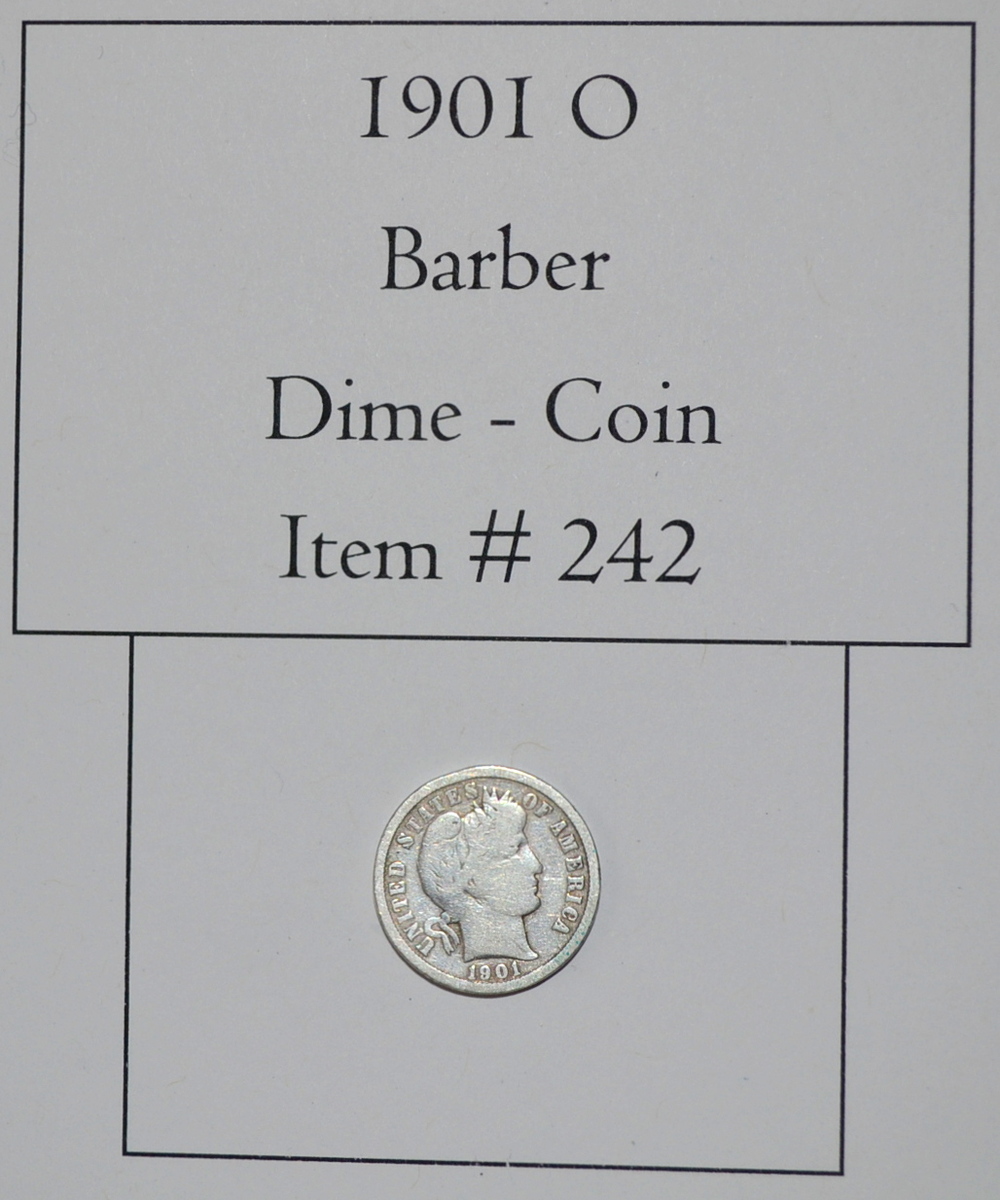 1901 O
Barber
Dime - Coin
Item # 242
UNITED STATES OF AMERICA
1901